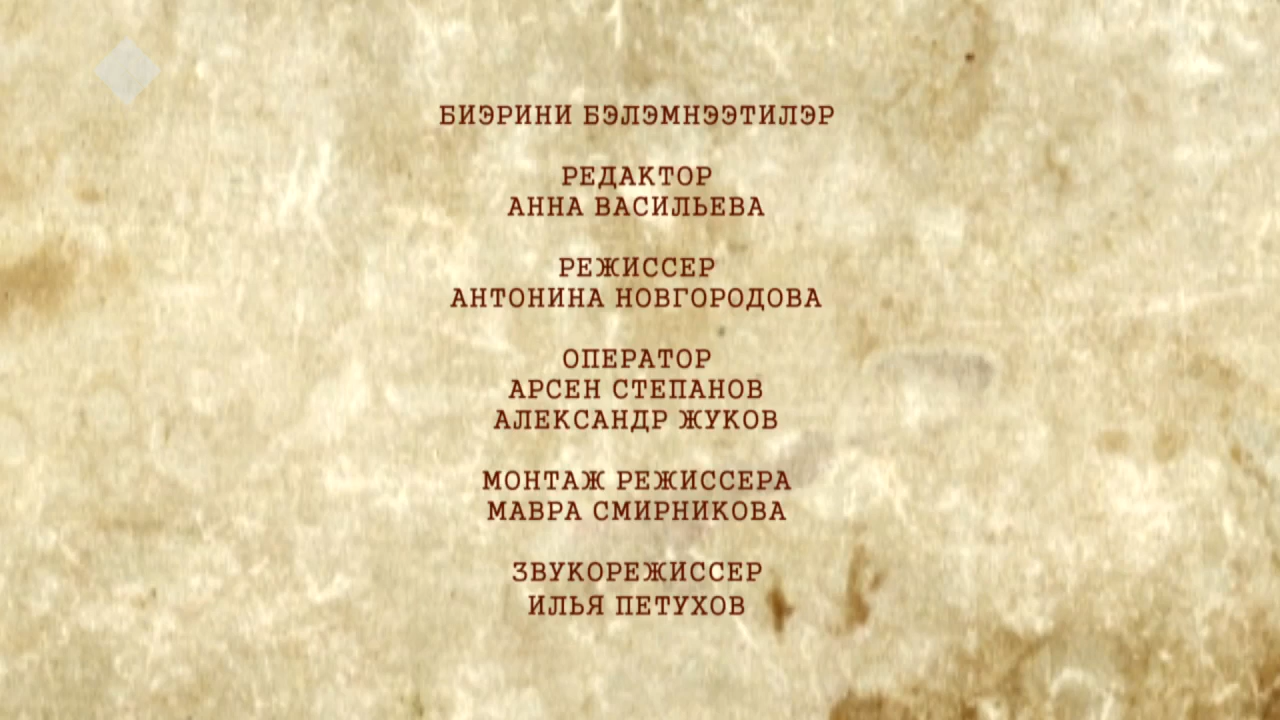 БИЭРИНИ БЭЛЭМНЭЭТИЛЭР
РЕДАКТОР
АННА ВАСИЛЬЕВА
РЕЖИССЕР
АНТОНИНА НОВГОРОДОВА
ОПЕРАТОР
АРСЕН СТЕПАНОВ
АЛЕКСАНДР ЖУКОВ
МОНТАЖ РЕЖИССЕРА
МАВРА СМИРНИКОВА
ЗВУКОРЕЖИССЕР
ИЛЬЯ ПЕТУХОВ